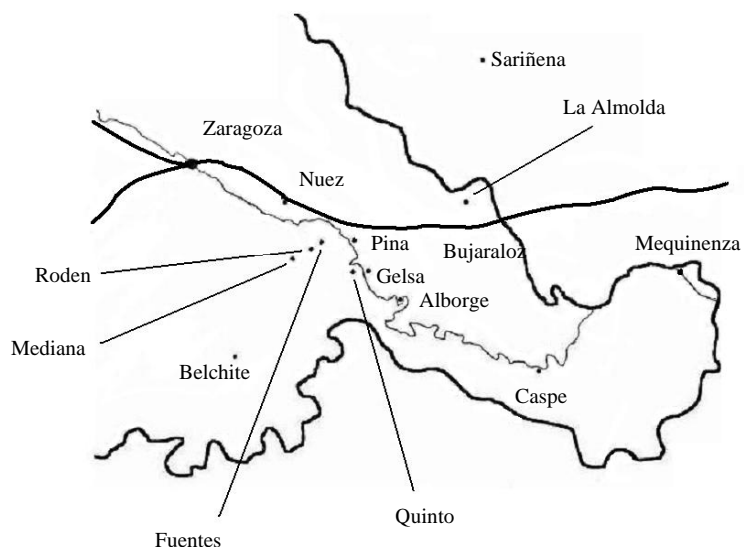 Sariñena
La Almolda
Zaragoza
Nuez
Pina
Bujaraloz
Mequinenza
Roden
Gelsa
Alborge
Mediana
Belchite
Caspe
Quinto
Fuentes